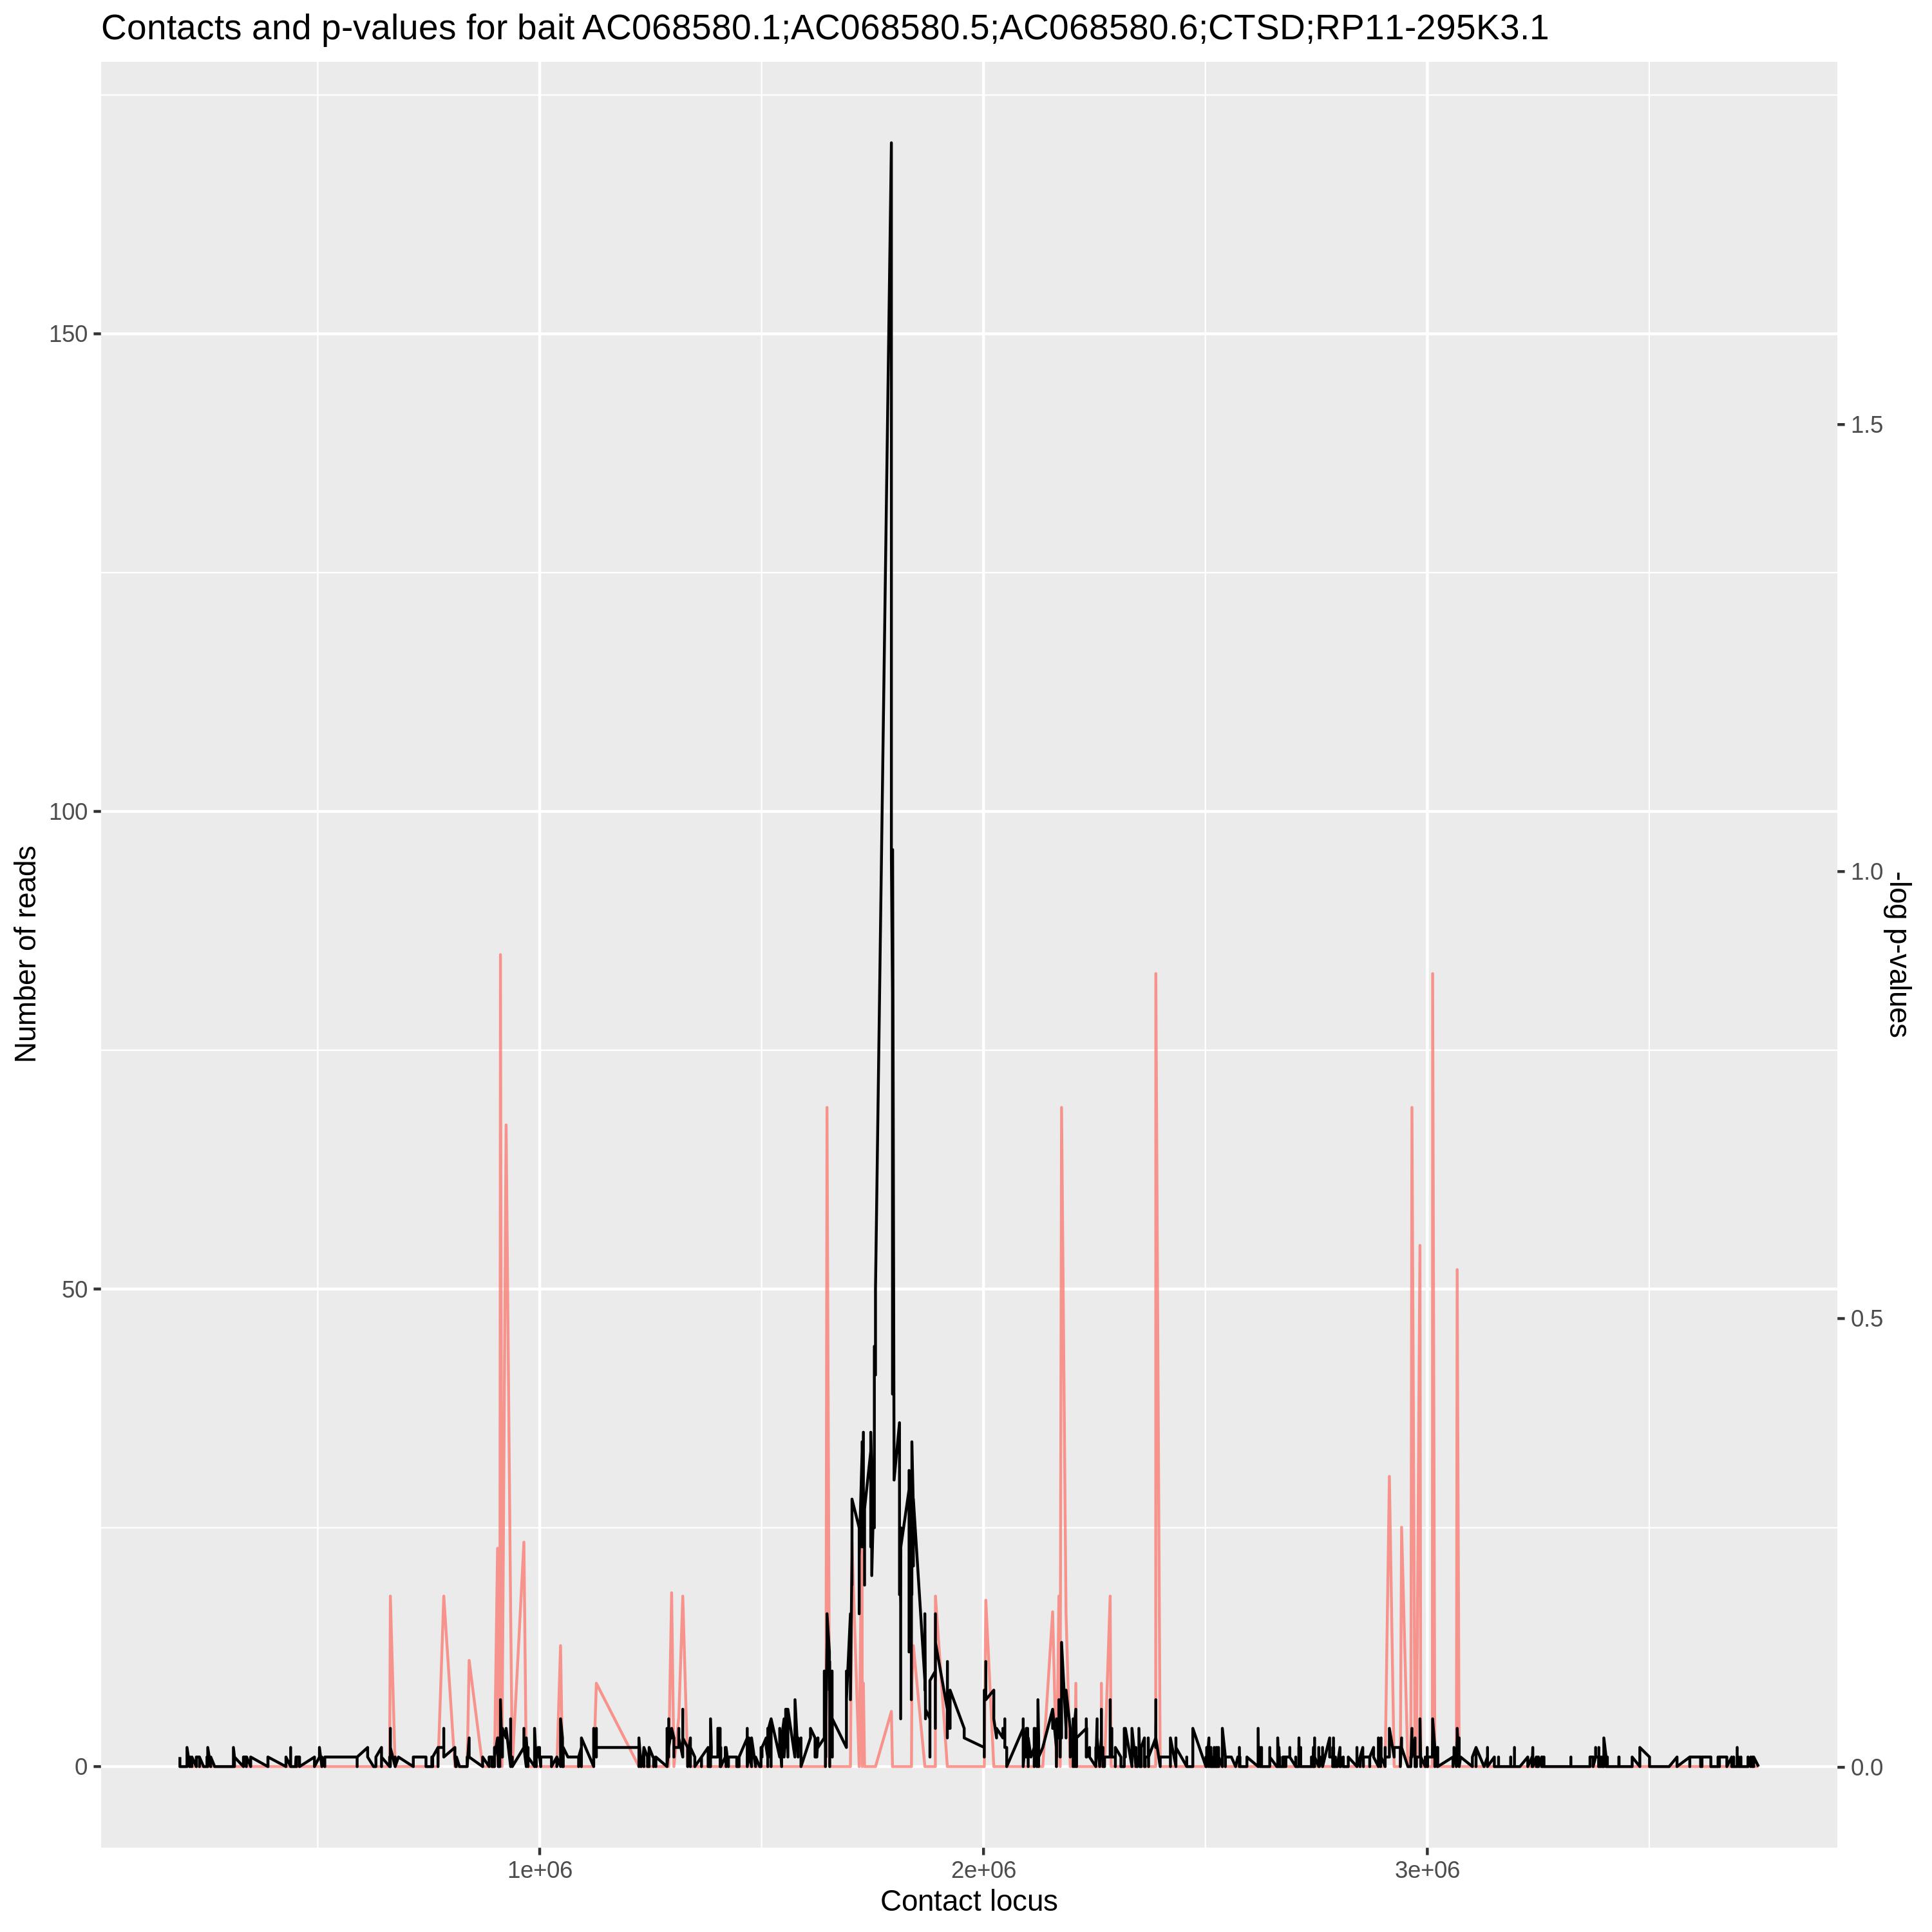 Contacts and p-values for bait AC068580.1;AC068580.5;AC068580.6;CTSD;RP11-295K3.1
150
100
50
0
Number of reads
1.5
1.0
0.5
0.0
-log p-values
1e+06
2e+06
3e+06
Contact locus